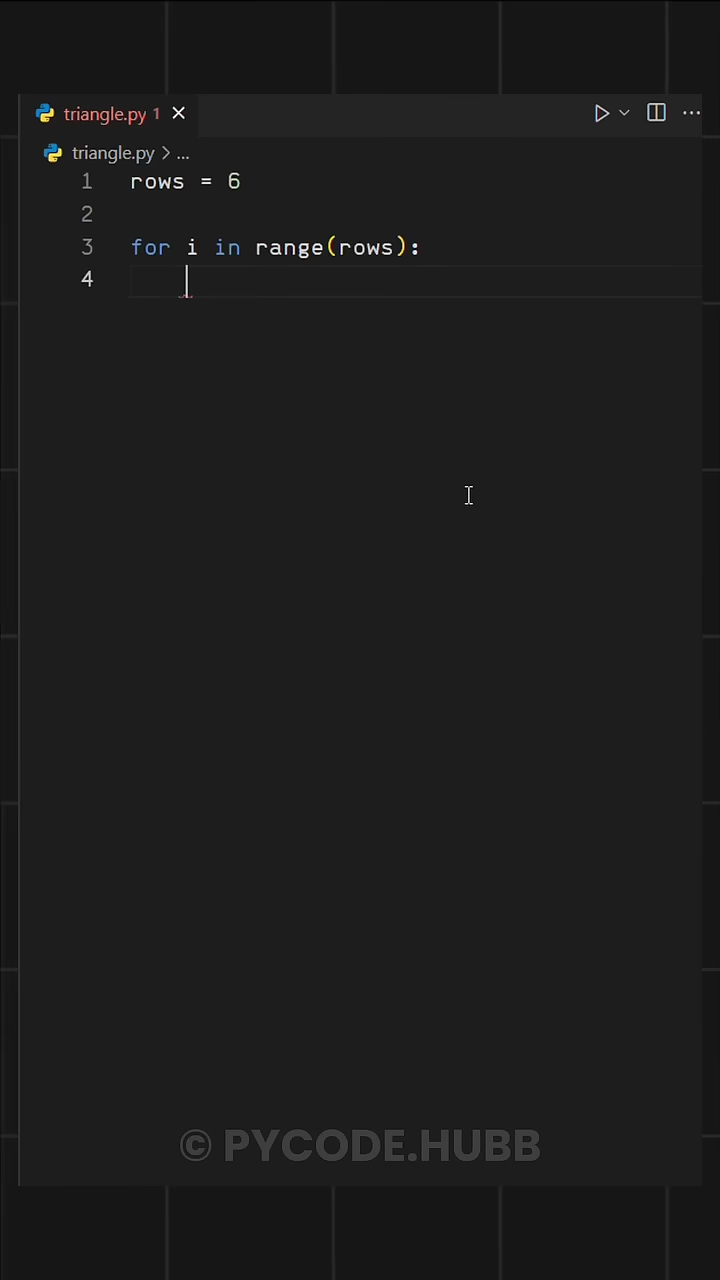 triangle.py 1
triangle.py > ...
1 rows = 6
2
3 for i in range(rows):
4
© PYCODE.HUBB